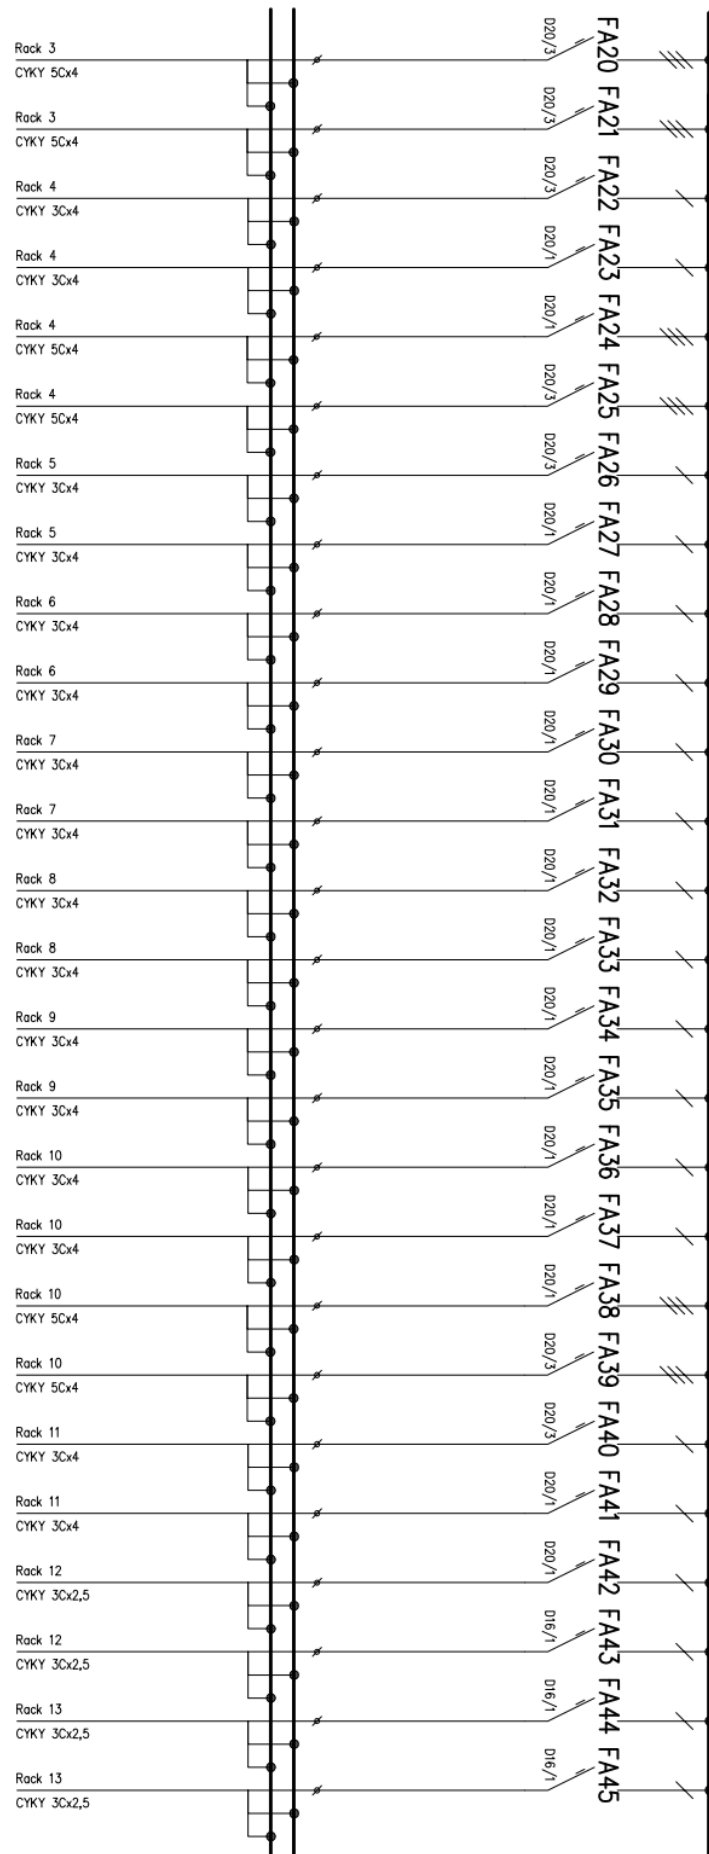 Rack 3
CYKY 5Cx4
D20/3
FA20
Rack 3
CYKY 5Cx4
D20/3
FA21
Rack 4
CYKY 3Cx4
D20/3
FA22
Rack 4
CYKY 3Cx4
D20/1
FA23
Rack 4
CYKY 5Cx4
D20/1
FA24
Rack 4
CYKY 5Cx4
D20/3
FA25
Rack 5
CYKY 3Cx4
D20/3
FA26
Rack 5
CYKY 3Cx4
D20/1
FA27
Rack 6
CYKY 3Cx4
D20/1
FA28
Rack 6
CYKY 3Cx4
D20/1
FA29
Rack 7
CYKY 3Cx4
D20/1
FA30
Rack 7
CYKY 3Cx4
D20/1
FA31
Rack 8
CYKY 3Cx4
D20/1
FA32
Rack 8
CYKY 3Cx4
D20/1
FA33
Rack 9
CYKY 3Cx4
D20/1
FA34
Rack 9
CYKY 3Cx4
D20/1
FA35
Rack 10
CYKY 3Cx4
D20/1
FA36
Rack 10
CYKY 3Cx4
D20/1
FA37
Rack 10
CYKY 5Cx4
D20/1
FA38
Rack 10
CYKY 5Cx4
D20/3
FA39
Rack 11
CYKY 3Cx4
D20/3
FA40
Rack 11
CYKY 3Cx4
D20/1
FA41
Rack 12
CYKY 3Cx2,5
D20/1
FA42
Rack 12
CYKY 3Cx2,5
D16/1
FA43
Rack 13
CYKY 3Cx2,5
D16/1
FA44
Rack 13
CYKY 3Cx2,5
D16/1
FA45